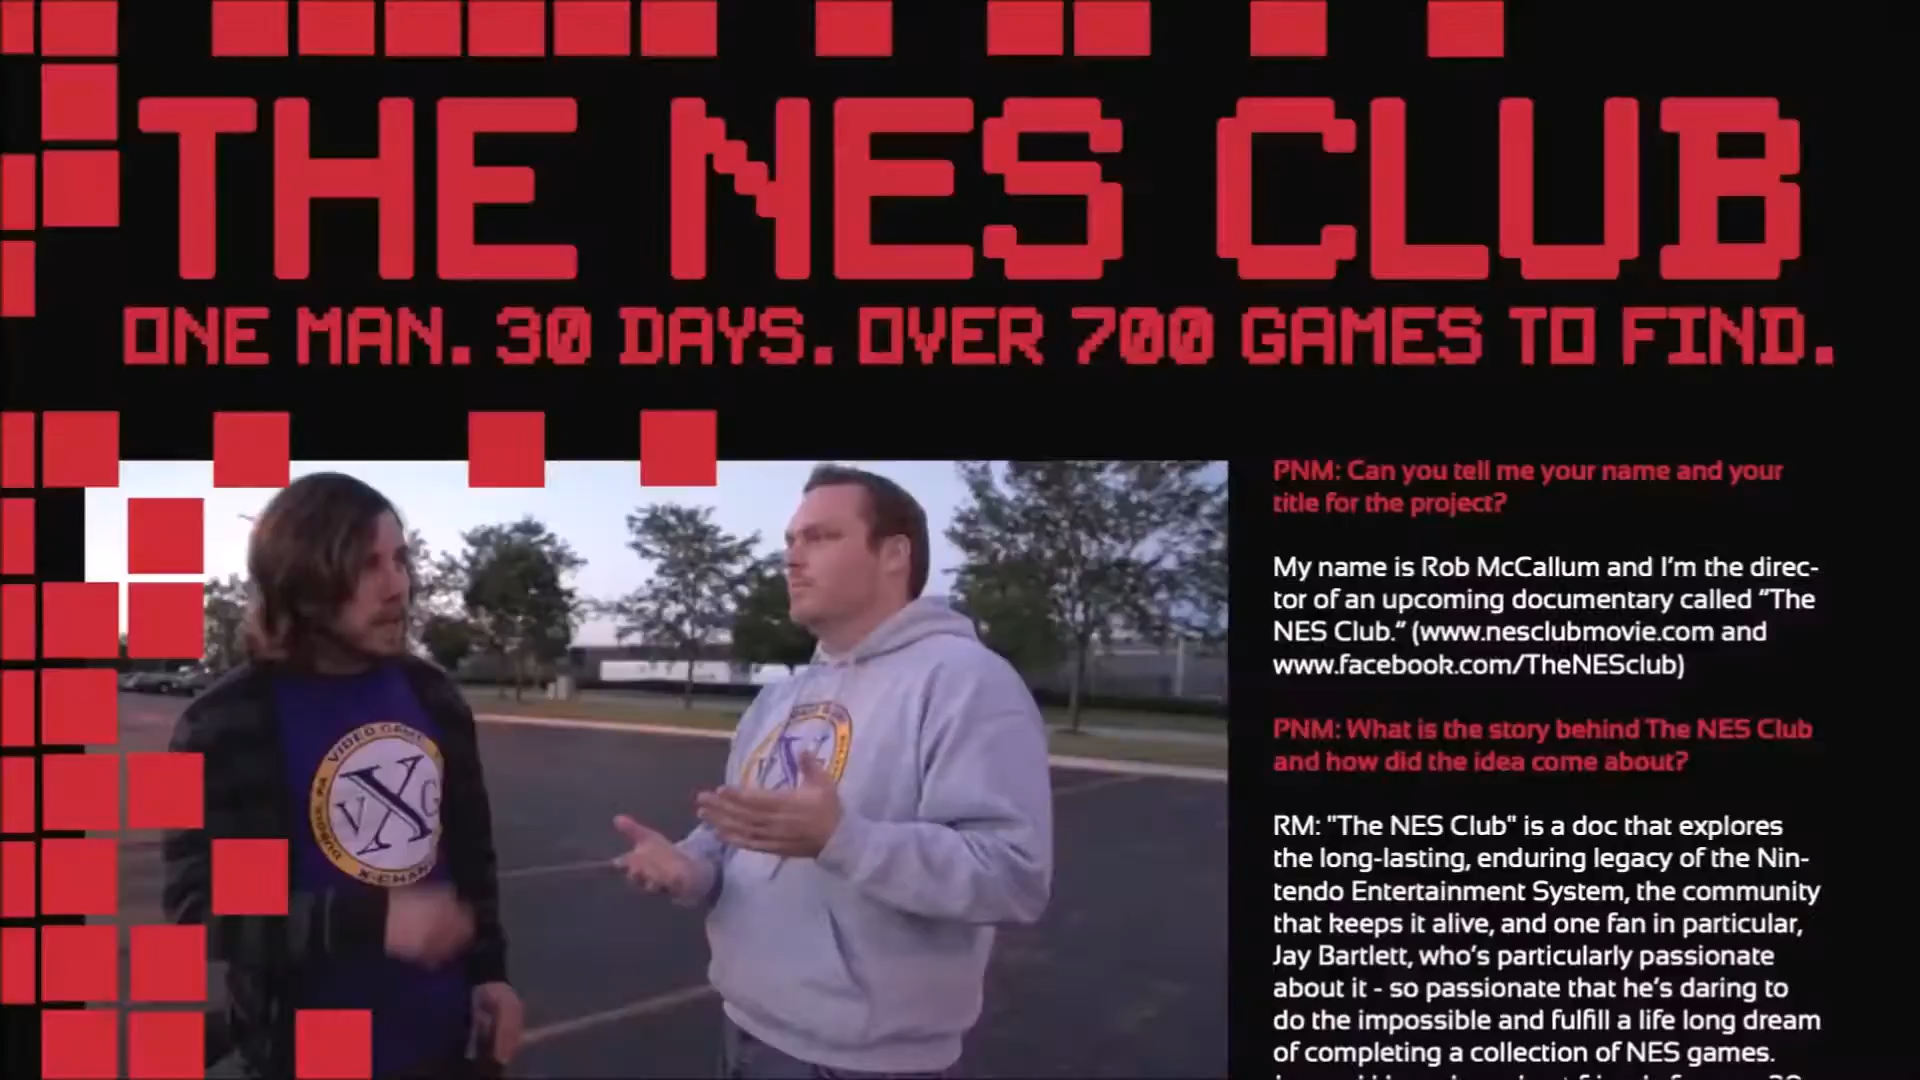 THE NES CLUB
ONE MAN. 30 DAYS. OVER 700 GAMES TO FIND.
PNM: Can you tell me your name and your
title for the project?
My name is Rob McCallum and I'm the direc-
tor of an upcoming documentary called "The
NES Club." (www.nesclubmovie.com and
www.facebook.com/TheNESclub)
PNM: What is the story behind The NES Club
and how did the idea come about?
RM: "The NES Club" is a doc that explores
the long-lasting, enduring legacy of the Nin-
tendo Entertainment System, the community
that keeps it alive, and one fan in particular,
Jay Bartlett, who's particularly passionate
about it - so passionate that he's daring to
do the impossible and fulfill a life long dream
of completing a collection of NES games.
VIDEO GAME
VXG